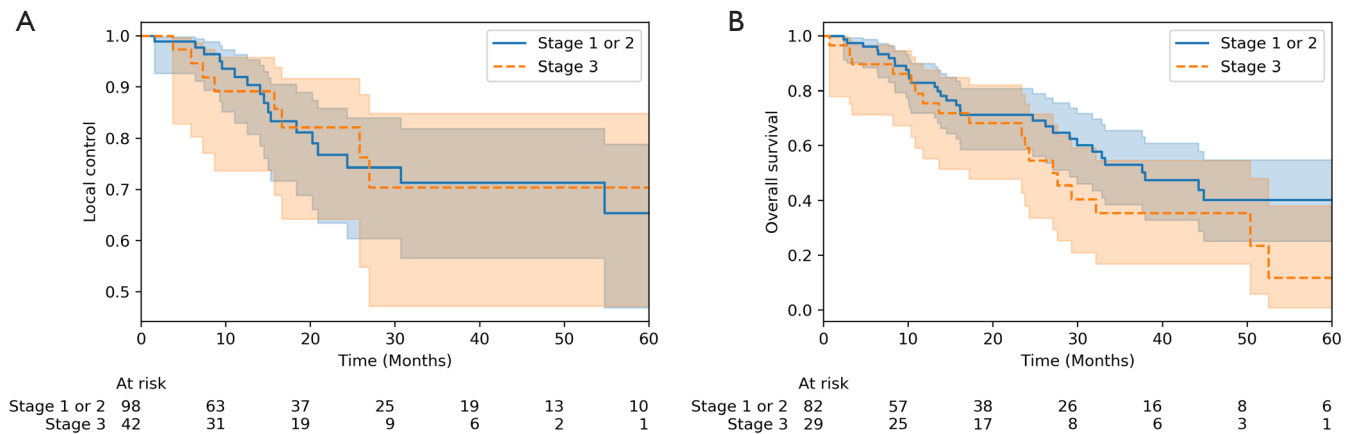 A
Local control
1.0
0.9
0.8
0.7
0.6
0.5
Stage 1 or 2
Stage 3
0 10 20 30 40 50 60
Time (Months)
At risk
Stage 1 or 2 98 63 37 25 19 13 10
Stage 3 42 31 19 9 6 2 1
B
Overall survival
1.0
0.8
0.6
0.4
0.2
0.0
Stage 1 or 2
Stage 3
0 10 20 30 40 50 60
Time (Months)
At risk
Stage 1 or 2 82 57 38 26 16 8 6
Stage 3 29 25 17 8 6 3 1